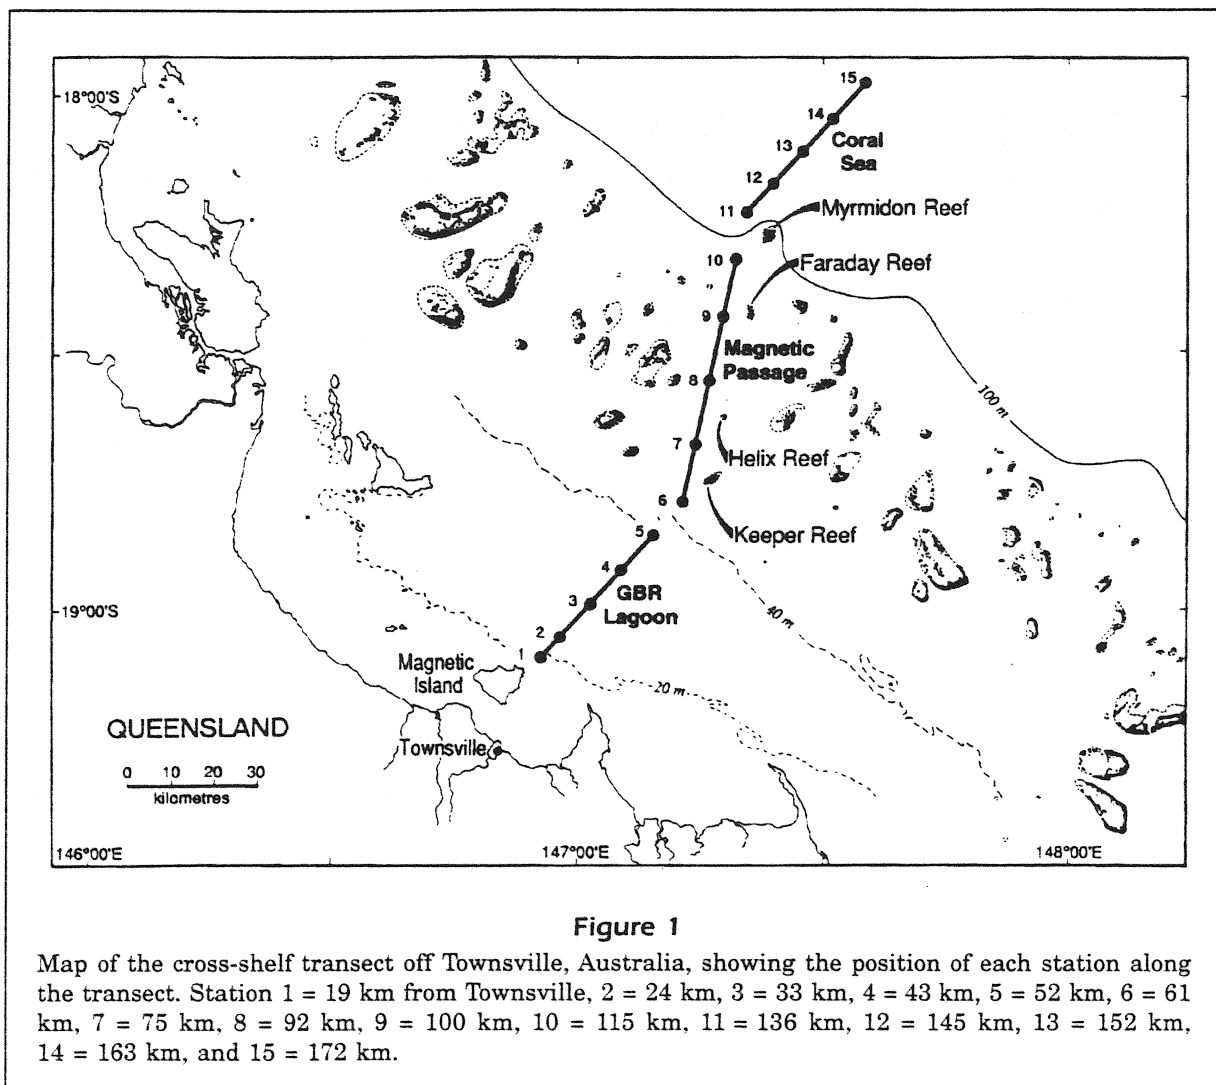 18°00'S
15
14
Coral
Sea
13
12
11
Myrmidon Reef
10
Faraday Reef
9
Magnetic
Passage
8
100 m
7
Helix Reef
6
Keeper Reef
5
4
GBR
Lagoon
3
19°00'S
40 m
2
1
Magnetic
Island
20 m
QUEENSLAND
Townsville
0 10 20 30
kilometres
146°00'E
147°00'E
148°00'E
Figure 1
Map of the cross-shelf transect off Townsville, Australia, showing the position of each station along
the transect. Station 1 = 19 km from Townsville, 2 = 24 km, 3 = 33 km, 4 = 43 km, 5 = 52 km, 6 = 61
km, 7 = 75 km, 8 = 92 km, 9 = 100 km, 10 = 115 km, 11 = 136 km, 12 = 145 km, 13 = 152 km,
14 = 163 km, and 15 = 172 km.